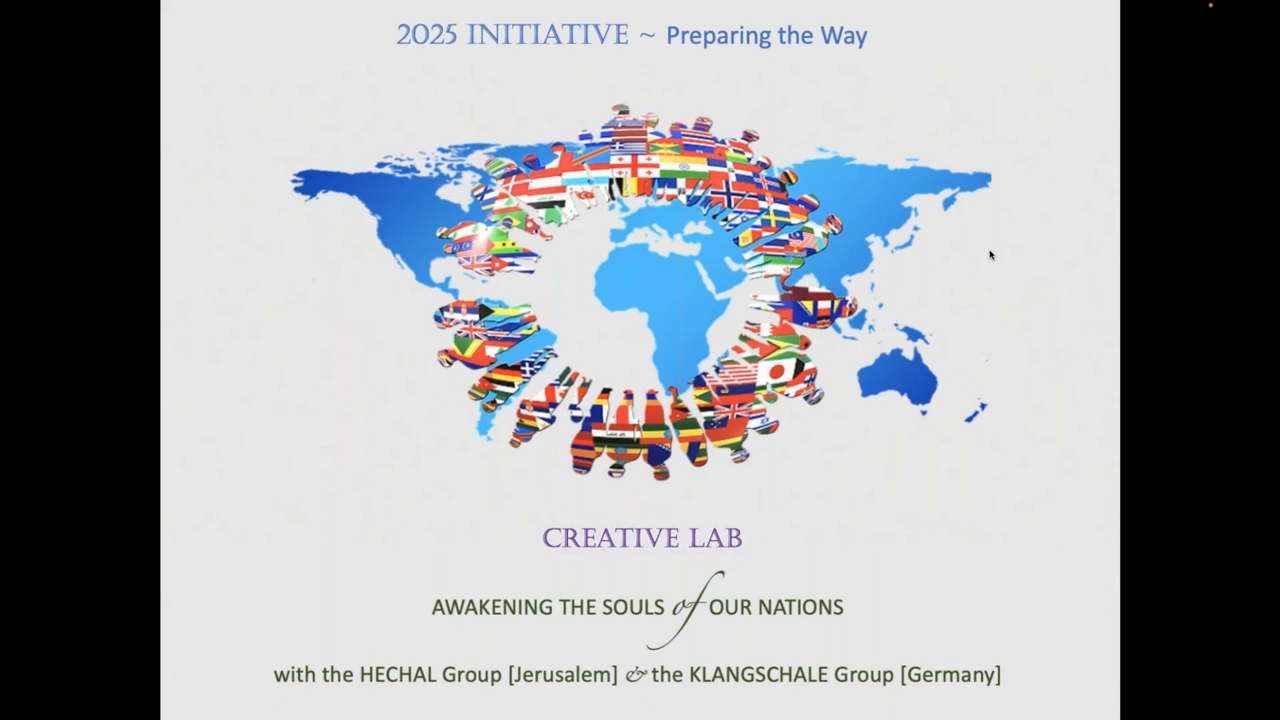 2025 INITIATIVE ~ Preparing the Way
CREATIVE LAB
AWAKENING THE SOULS of OUR NATIONS
with the HECHAL Group [Jerusalem] & the KLANGSCHALE Group [Germany]